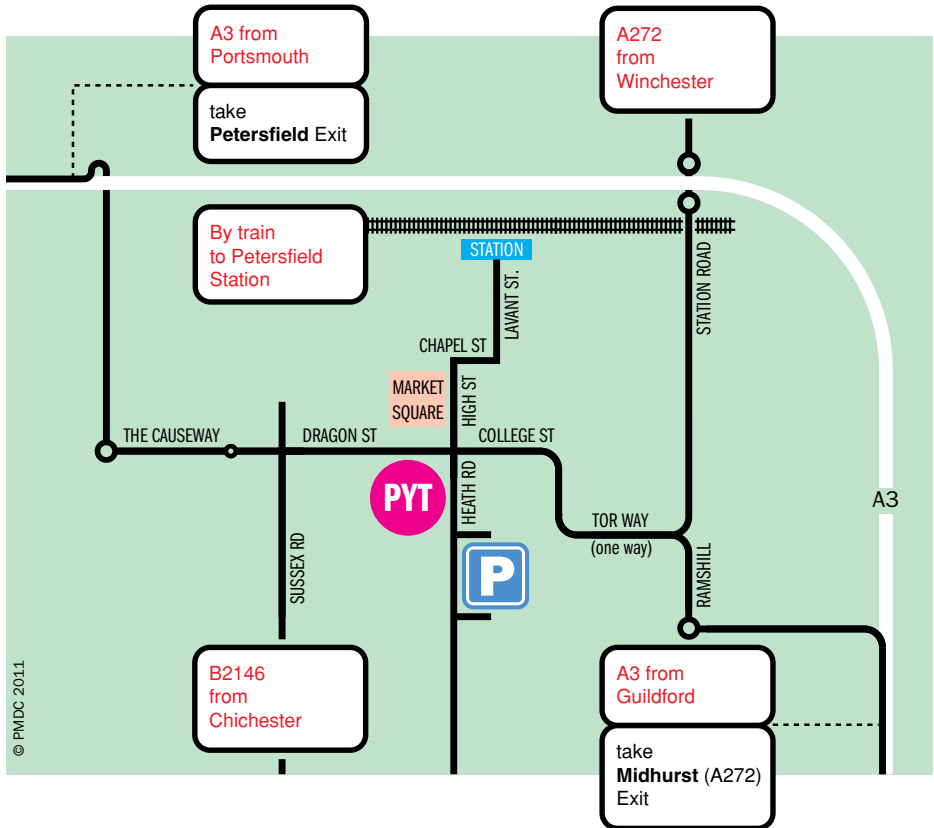 A3 from
Portsmouth
take
Petersfield Exit
A272
from
Winchester
By train
to Petersfield
Station
STATION
LAVANT ST.
STATION ROAD
CHAPEL ST
MARKET
SQUARE
HIGH ST
THE CAUSEWAY
DRAGON ST
COLLEGE ST
PYT
HEATH RD
A3
TOR WAY
(one way)
SUSSEX RD
P
RAMSHILL
B2146
from
Chichester
A3 from
Guildford
take
Midhurst (A272)
Exit
© PMDC 2011